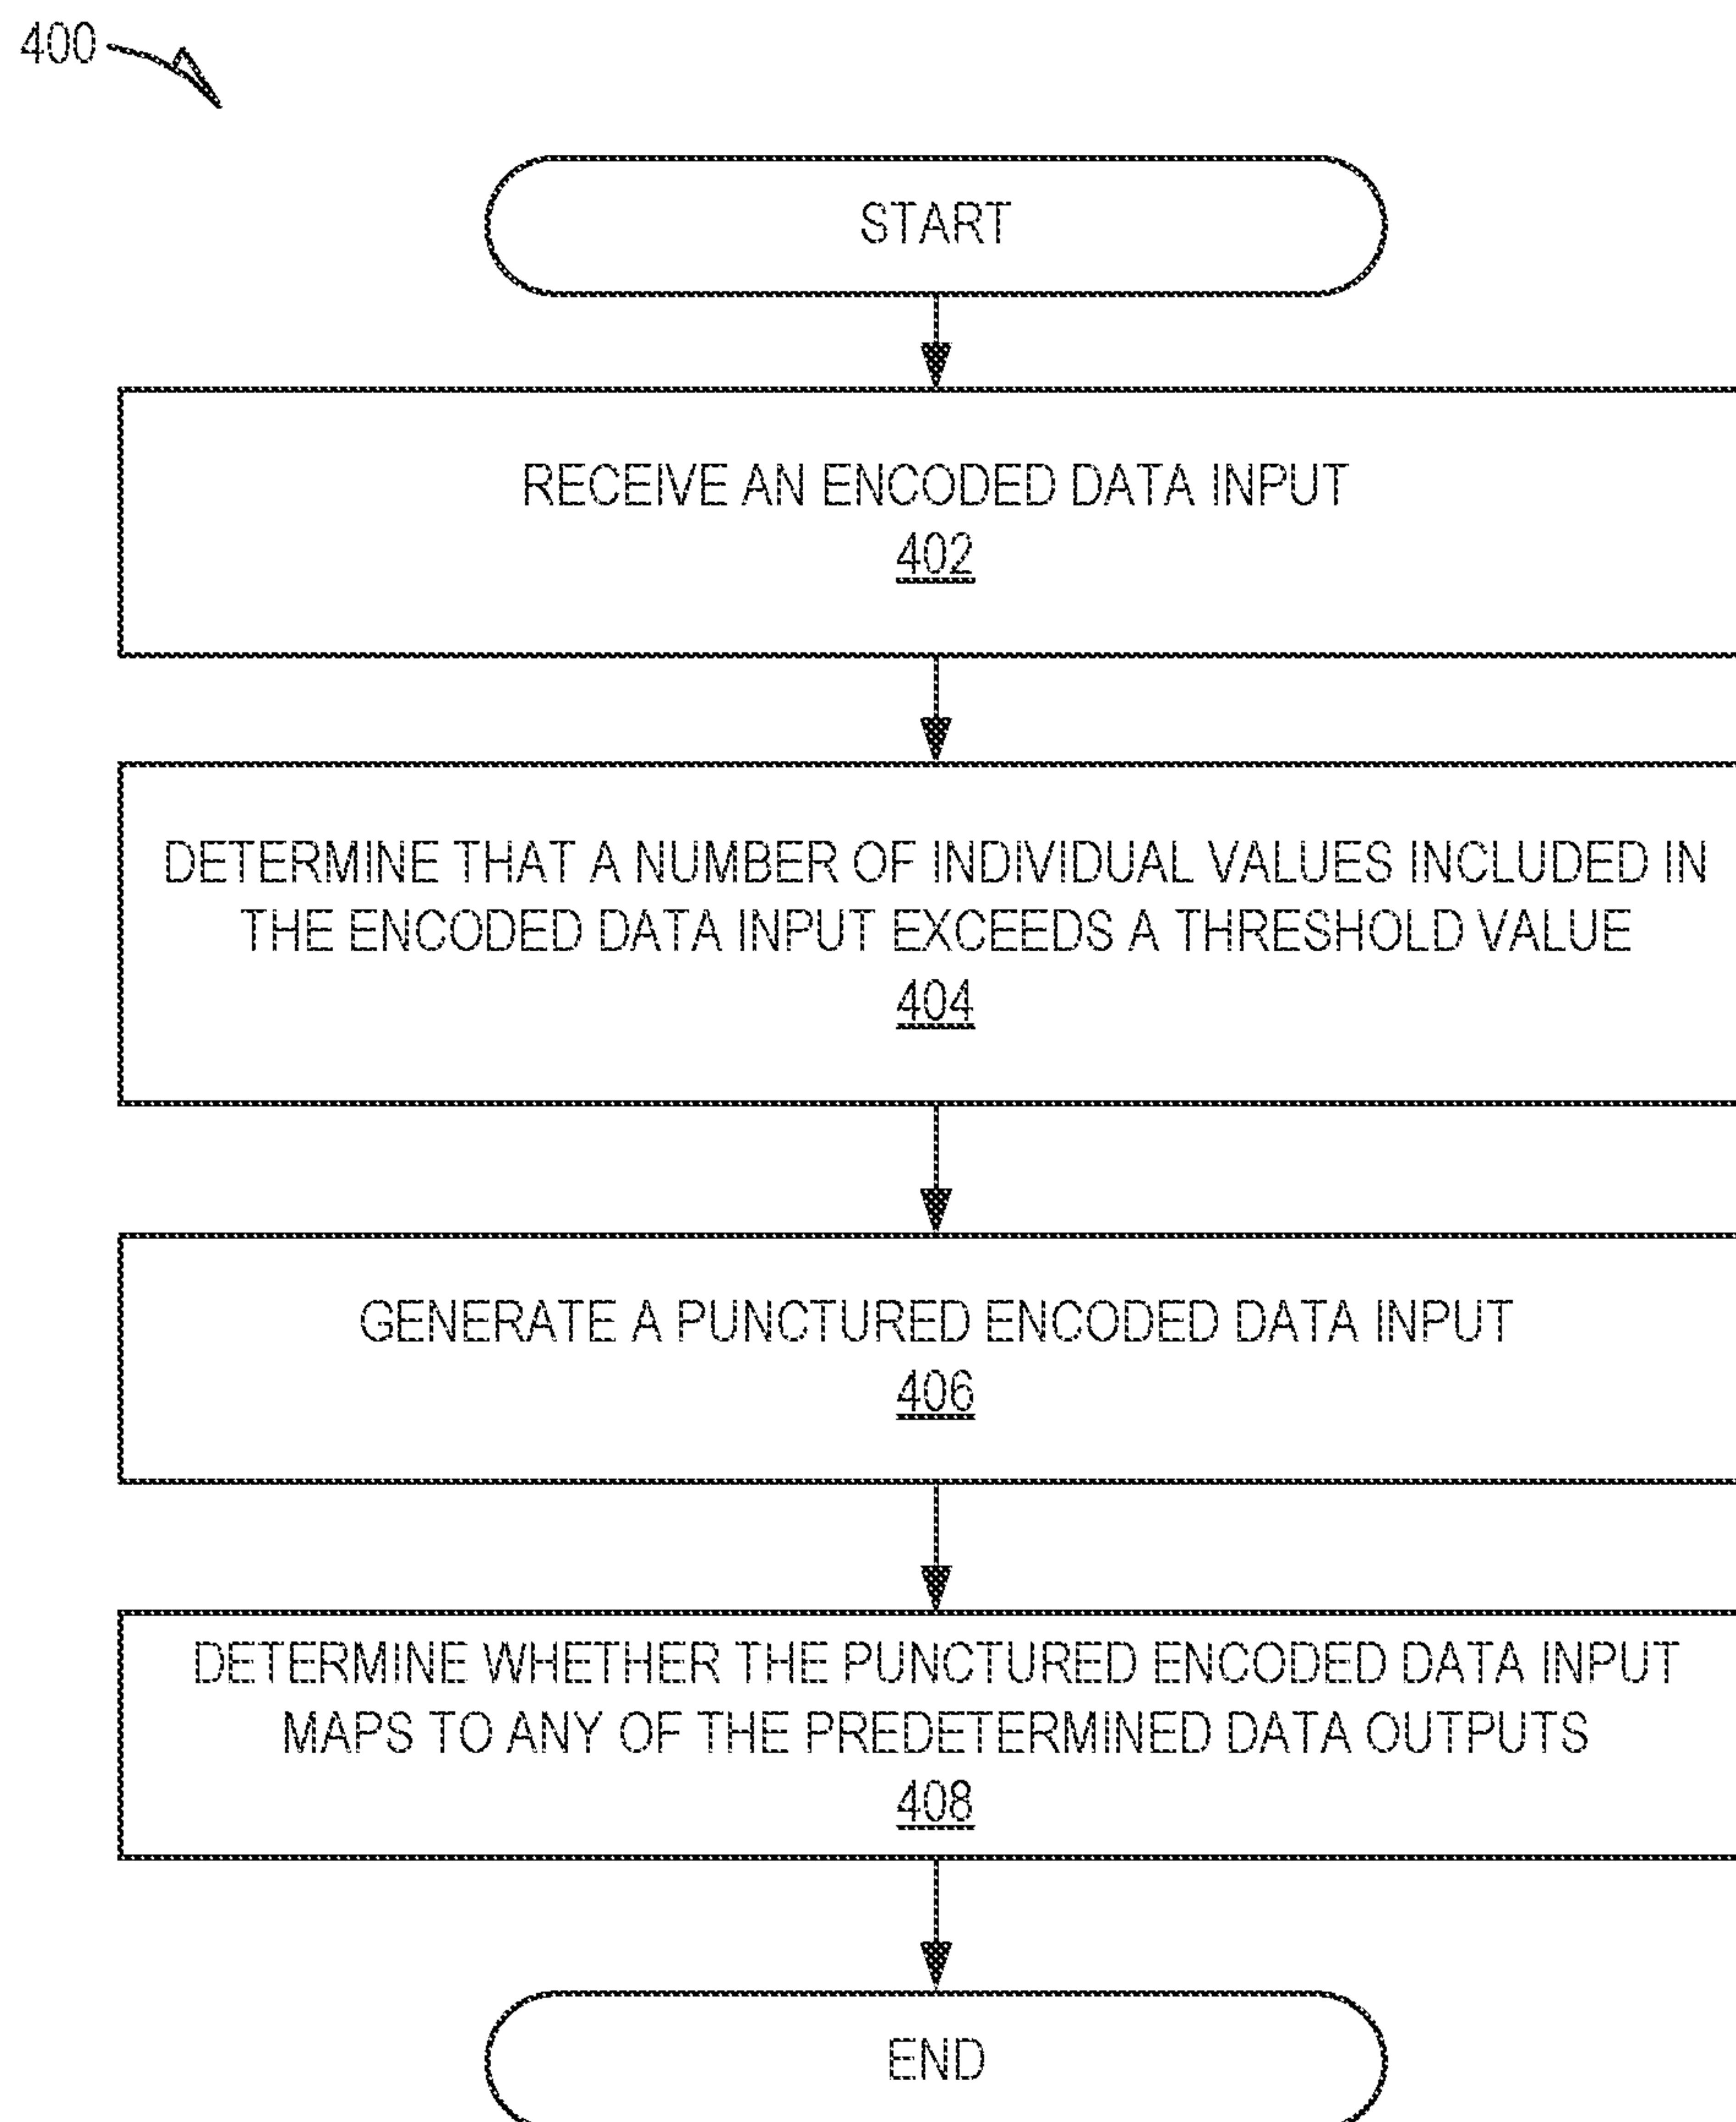 400
START
RECEIVE AN ENCODED DATA INPUT
402
DETERMINE THAT A NUMBER OF INDIVIDUAL VALUES INCLUDED IN
THE ENCODED DATA INPUT EXCEEDS A THRESHOLD VALUE
404
GENERATE A PUNCTURED ENCODED DATA INPUT
406
DETERMINE WHETHER THE PUNCTURED ENCODED DATA INPUT
MAPS TO ANY OF THE PREDETERMINED DATA OUTPUTS
408
END